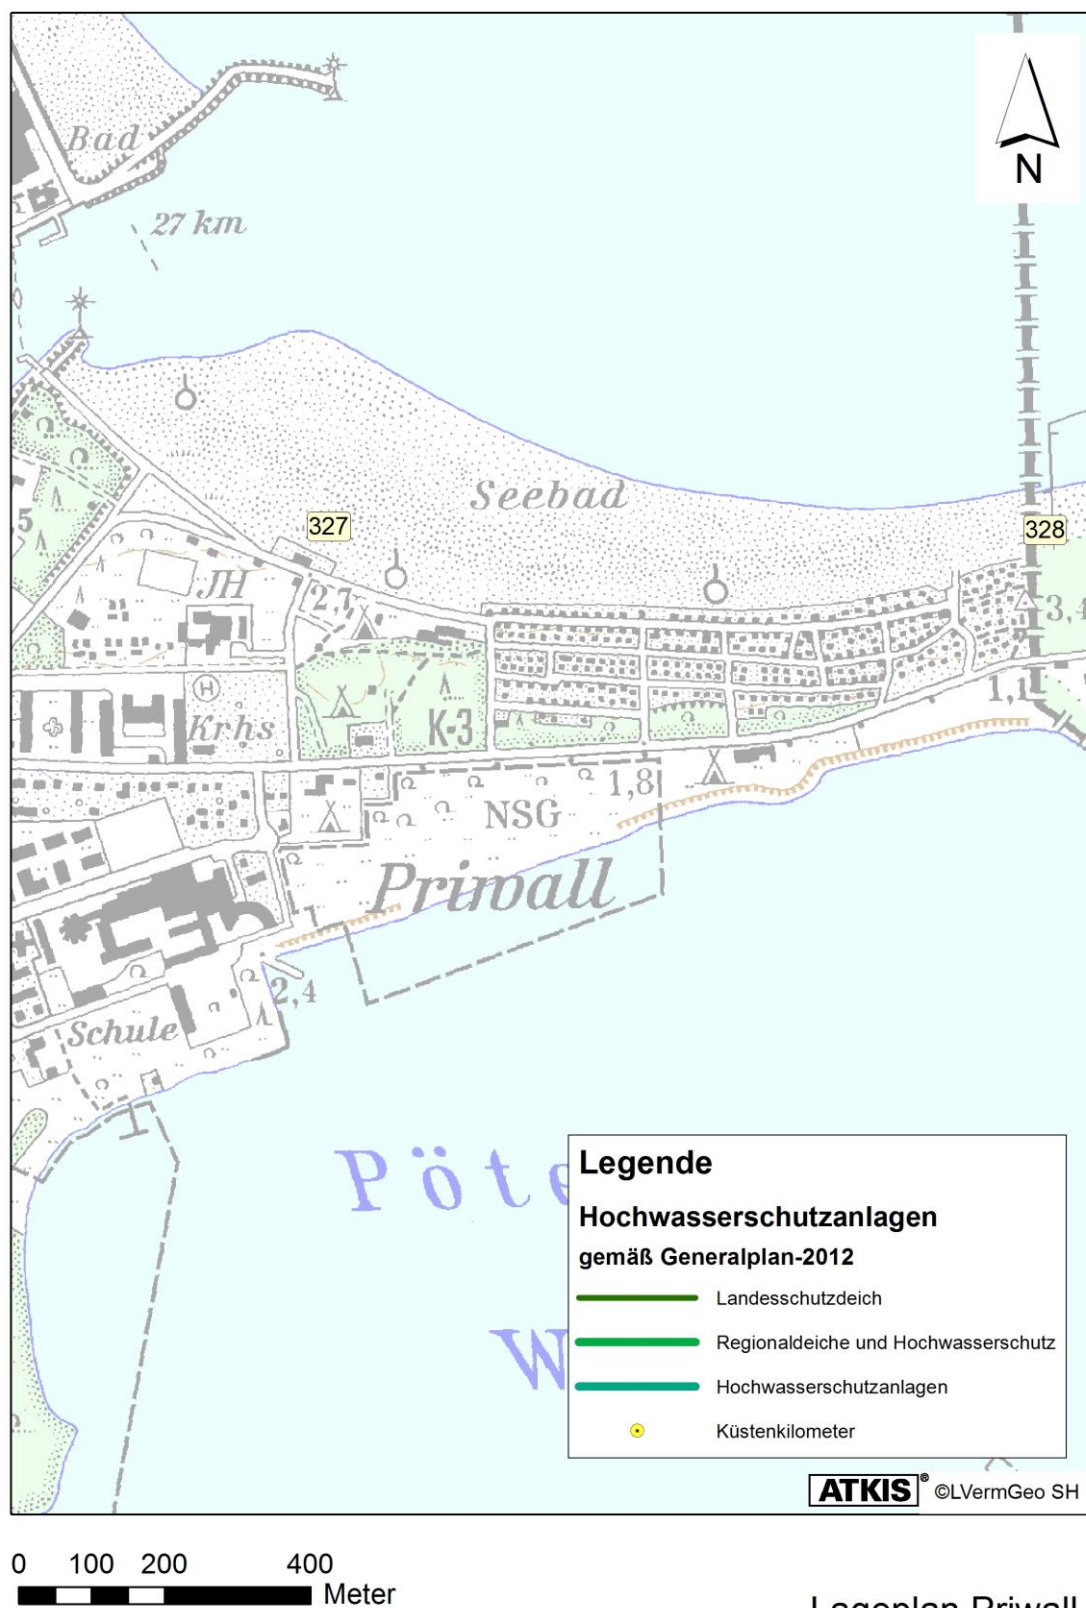 N
Bad
27 km
Seebad
327
328
JH
2,7
3,4
1,1
H
Krhs
K-3
1,8
NSG
Priwall
2,4
Schule
Legende
Hochwasserschutzanlagen
gemäß Generalplan-2012
Landesschutzdeich
Regionaldeiche und Hochwasserschutz
Hochwasserschutzanlagen
Küstenkilometer
ATKIS® ©LVermGeo SH
0 100 200 400
Meter
Lageplan Priwall